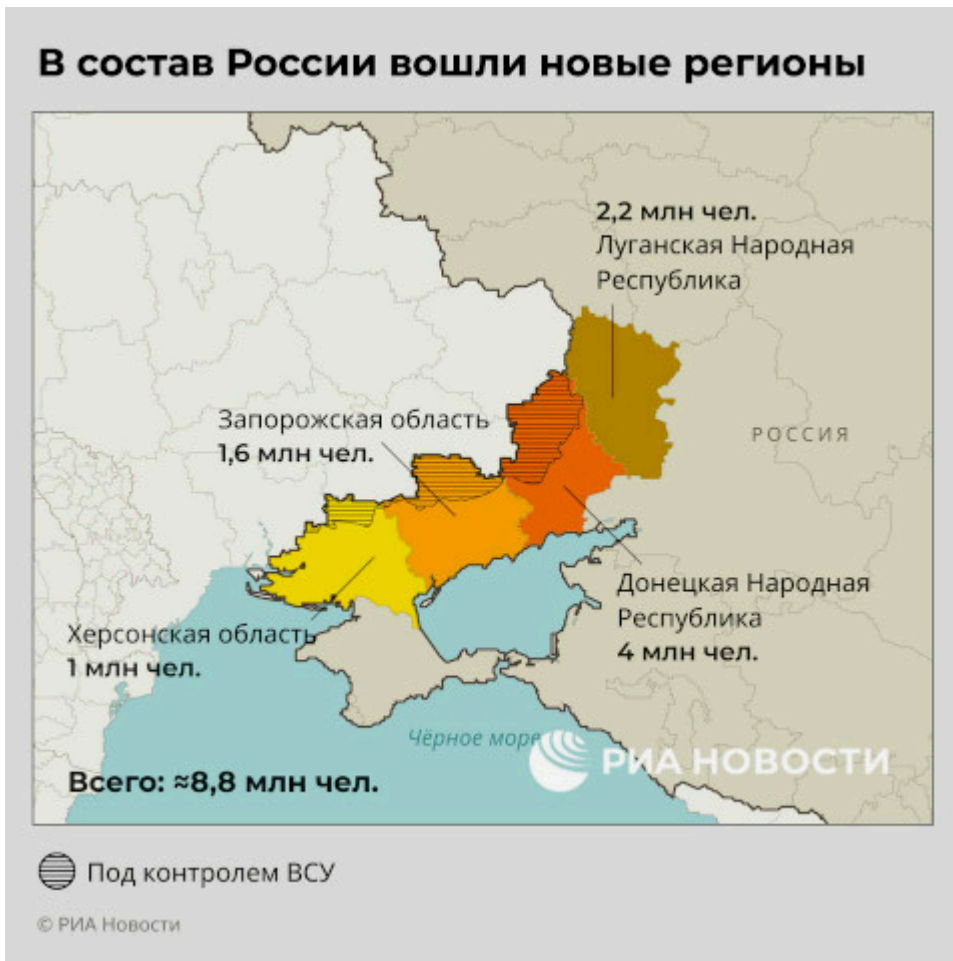 В состав России вошли новые регионы
2,2 млн чел.
Луганская Народная
Республика
Запорожская область
1,6 млн чел.
РОССИЯ
Донецкая Народная
Республика
4 млн чел.
Херсонская область
1 млн чел.
Чёрное море
РИА НОВОСТИ
Всего: ≈8,8 млн чел.
Под контролем ВСУ
© РИА Новости